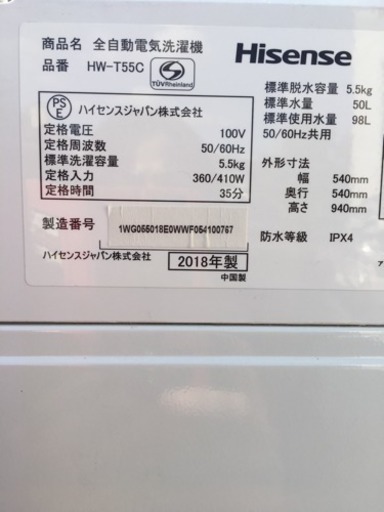 商品名 全自動電気洗濯機
Hisense
品番 HW-T55C
TÜVRheinland
標準脱水容量 5.5kg
標準水量 50L
標準使用水量 98L
50/60Hz共用
PS
E
ハイセンスジャパン株式会社
定格電圧 100V
定格周波数 50/60Hz
標準洗濯容量 5.5kg
定格入力 360/410W
定格時間 35分
外形寸法
幅 540mm
奥行 540mm
高さ 940mm
製造番号 1WG055018E0WWF054100767
防水等級 IPX4
ハイセンスジャパン株式会社
2018年製
中国製